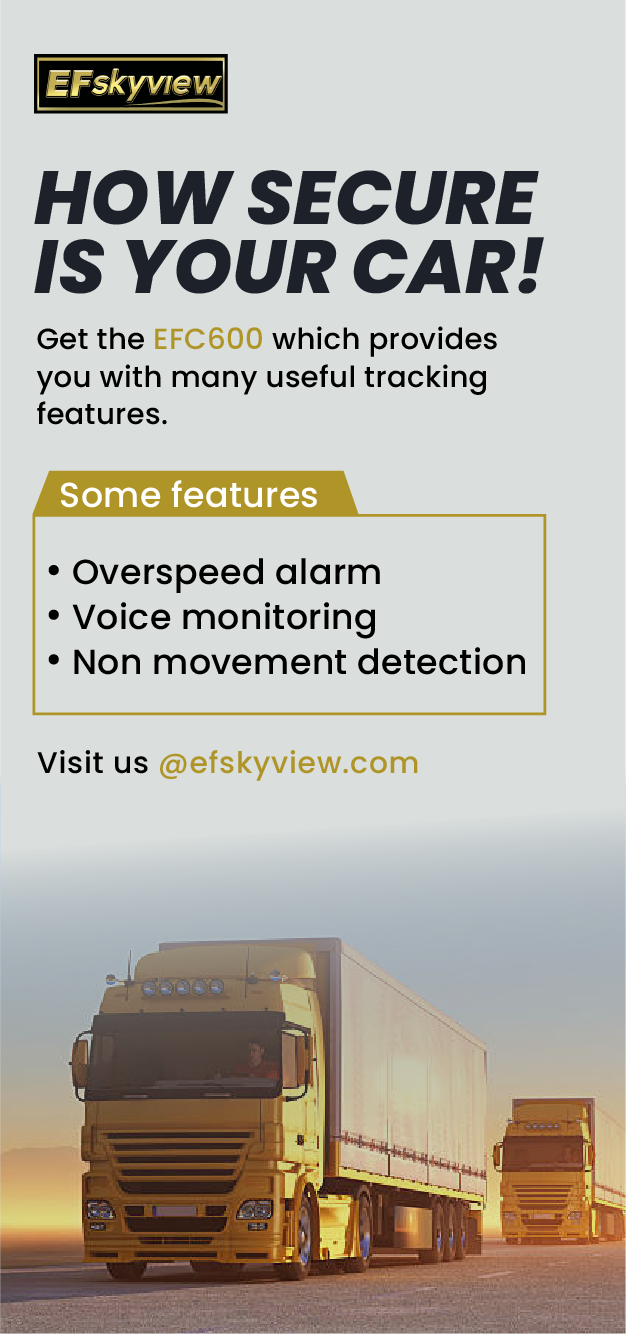 EFskyview
HOW SECURE
IS YOUR CAR!
Get the EFC600 which provides
you with many useful tracking
features.
Some features
• Overspeed alarm
• Voice monitoring
• Non movement detection
Visit us @efskyview.com